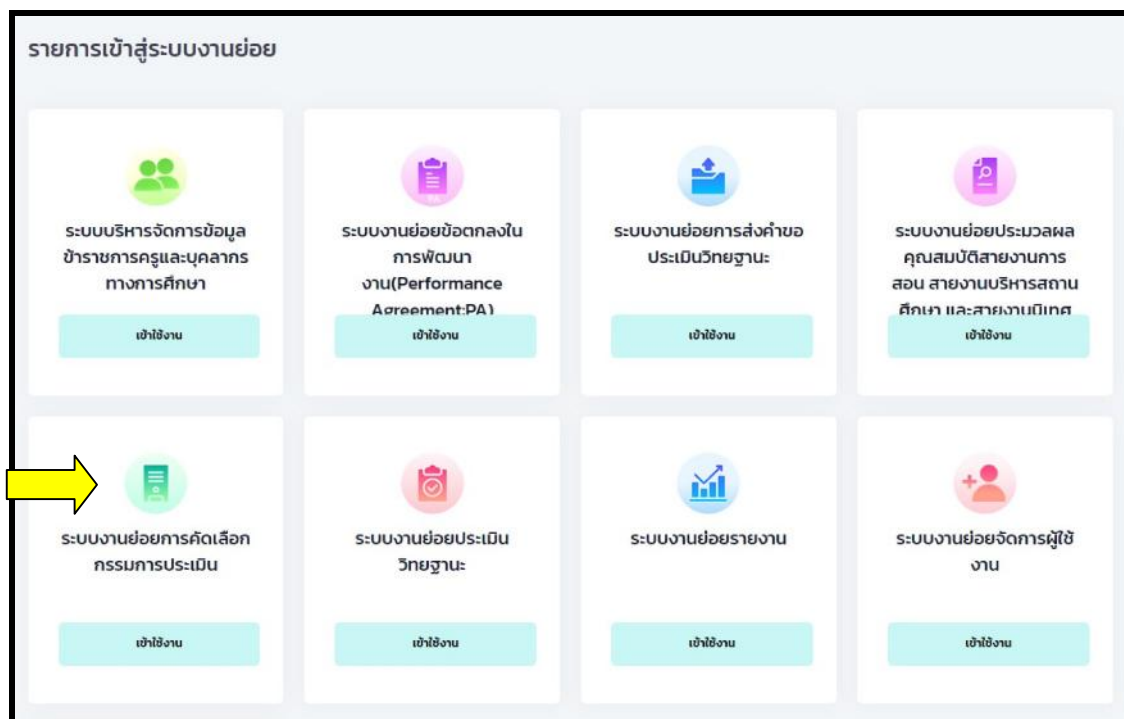 รายการเข้าสู่ระบบงานย่อย
ระบบบริหารจัดการข้อมูล
ข้าราชการครูและบุคลากร
ทางการศึกษา
เข้าใช้งาน
ระบบงานย่อยข้อตกลงใน
การพัฒนา
งาน(Performance
Agreement:PA)
เข้าใช้งาน
ระบบงานย่อยการส่งคำขอ
ประเมินวิทยฐานะ
เข้าใช้งาน
ระบบงานย่อยประมวลผล
คุณสมบัติสายงานการ
สอน สายงานบริหารสถาน
ศึกษา และสายงานนิเทศ
เข้าใช้งาน
ระบบงานย่อยการคัดเลือก
กรรมการประเมิน
เข้าใช้งาน
ระบบงานย่อยประเมิน
วิทยฐานะ
เข้าใช้งาน
ระบบงานย่อยรายงาน
เข้าใช้งาน
ระบบงานย่อยจัดการผู้ใช้
งาน
เข้าใช้งาน